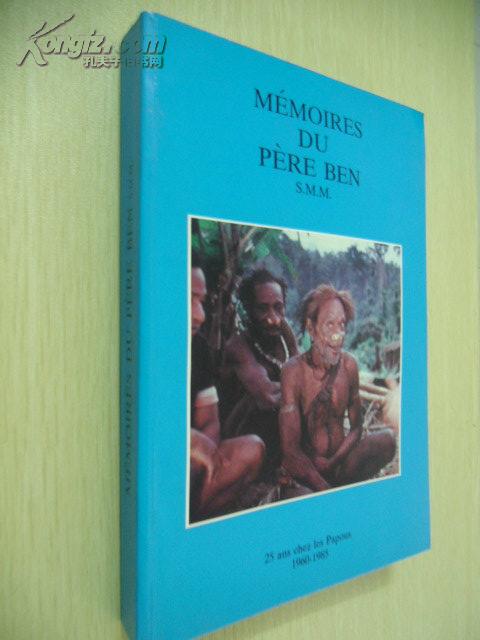 Kongfz.com
孔夫子旧书网
MÉMOIRES
DU
PÈRE BEN
S.M.M.
25 ans chez les Papous
1960-1985
MÉMOIRES DU PÈRE BEN S.M.M.